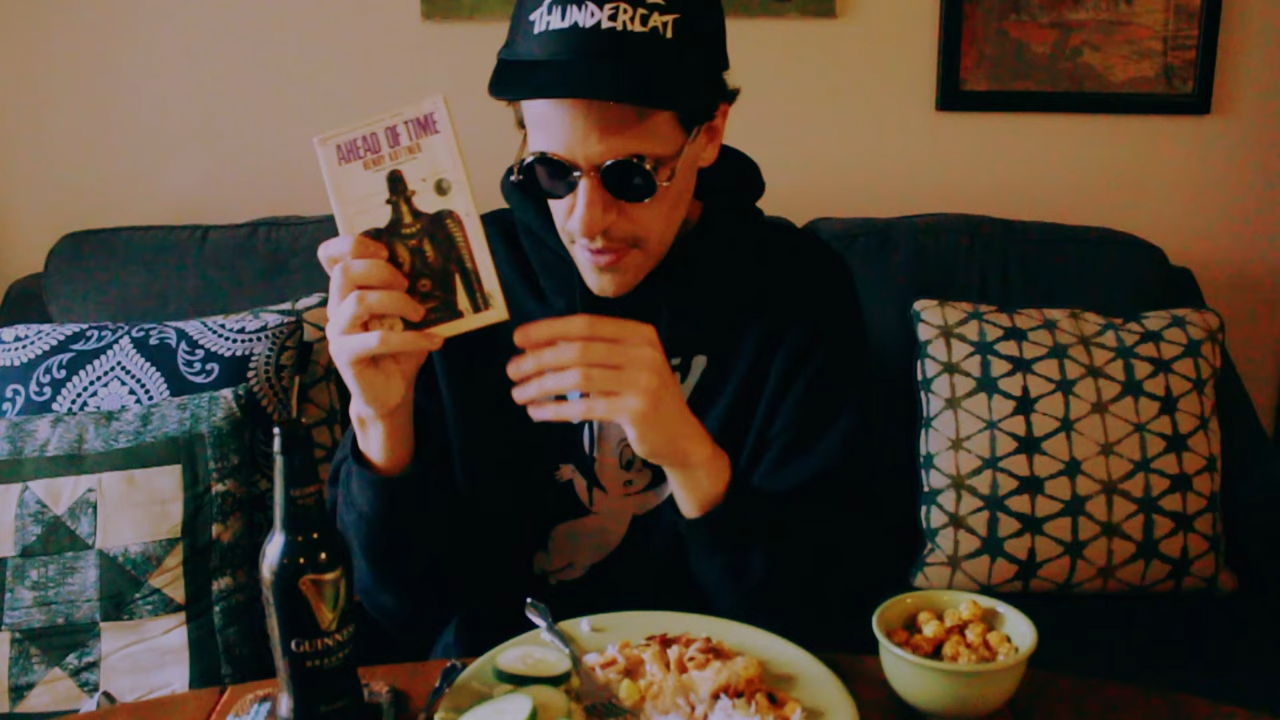 THUNDERCAT
AHEAD OF TIME
HENRY KUTTNER
GUINNESS